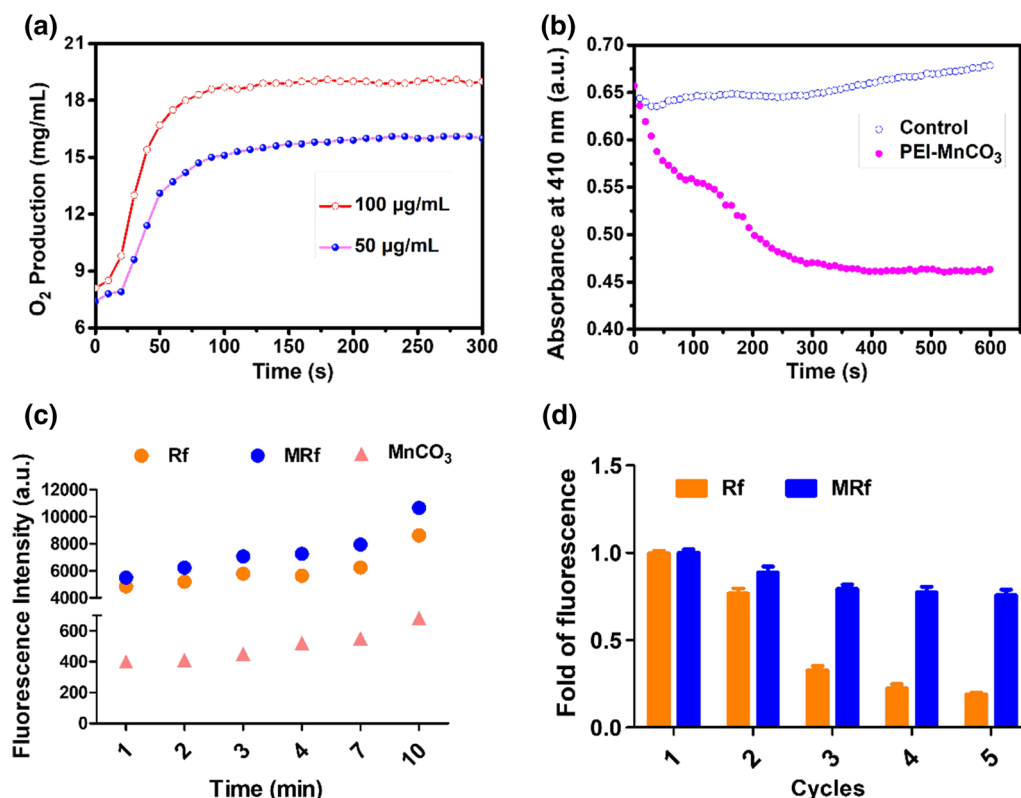 (a)
21
18
15
12
9
6
O₂ Production (mg/mL)
100 µg/mL
50 µg/mL
0 50 100 150 200 250 300
Time (s)
(b)
0.70
0.65
0.60
0.55
0.50
0.45
0.40
Absorbance at 410 nm (a.u.)
Control
PEI-MnCO₃
0 100 200 300 400 500 600
Time (s)
(c)
Rf MRf MnCO₃
12000
10000
8000
6000
4000
600
400
200
0
Fluorescence Intensity (a.u.)
1 2 3 4 7 10
Time (min)
(d)
1.5
1.0
0.5
0.0
Fold of fluorescence
Rf MRf
1 2 3 4 5
Cycles